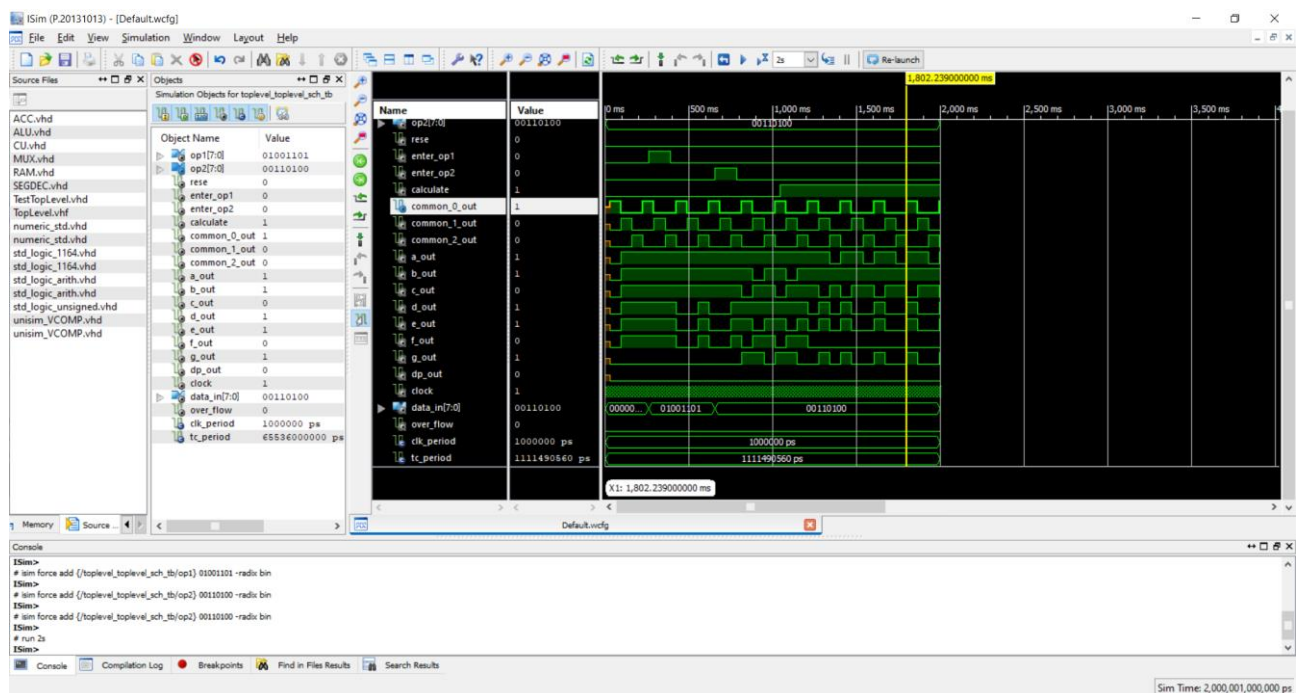 ISim (P.20131013) - [Default.wcfg]
File Edit View Simulation Window Layout Help
2s Re-launch
Source Files
ACC.vhd
ALU.vhd
CU.vhd
MUX.vhd
RAM.vhd
SEGDEC.vhd
TestTopLevel.vhd
TopLevel.vhf
numeric_std.vhd
numeric_std.vhd
std_logic_1164.vhd
std_logic_1164.vhd
std_logic_arith.vhd
std_logic_arith.vhd
std_logic_unsigned.vhd
unisim_VCOMP.vhd
unisim_VCOMP.vhd
Memory Source ...
Objects
Simulation Objects for toplevel_toplevel_sch_tb
Object Name Value
op1[7:0] 01001101
op2[7:0] 00110100
rese 0
enter_op1 0
enter_op2 0
calculate 1
common_0_out 1
common_1_out 0
common_2_out 0
a_out 1
b_out 1
c_out 0
d_out 1
e_out 1
f_out 0
g_out 1
dp_out 0
clock 1
data_in[7:0] 00110100
over_flow 0
clk_period 1000000 ps
tc_period 65536000000 ps
1,802.239000000 ms
Name Value 0 ms 500 ms 1,000 ms 1,500 ms 2,000 ms 2,500 ms 3,000 ms 3,500 ms
op2[7:0] 00110100 00110100
rese 0
enter_op1 0
enter_op2 0
calculate 1
common_0_out 1
common_1_out 0
common_2_out 0
a_out 1
b_out 1
c_out 0
d_out 1
e_out 1
f_out 0
g_out 1
dp_out 0
clock 1
data_in[7:0] 00110100 00000... 01001101 00110100
over_flow 0
clk_period 1000000 ps 1000000 ps
tc_period 1111490560 ps 1111490560 ps
X1: 1,802.239000000 ms
Default.wcfg
Console
ISim>
# isim force add {/toplevel_toplevel_sch_tb/op1} 01001101 -radix bin
ISim>
# isim force add {/toplevel_toplevel_sch_tb/op2} 00110100 -radix bin
ISim>
# isim force add {/toplevel_toplevel_sch_tb/op2} 00110100 -radix bin
ISim>
# run 2s
ISim>
Console Compilation Log Breakpoints Find in Files Results Search Results
Sim Time: 2,000,001,000,000 ps